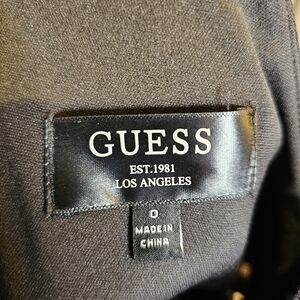 GUESS
EST.1981
LOS ANGELES
0
MADE IN
CHINA